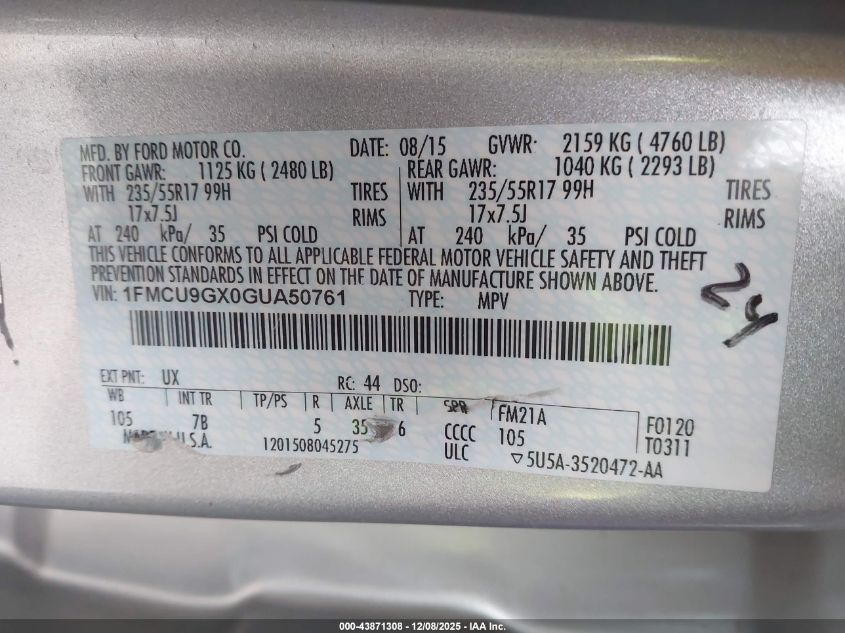 MFD. BY FORD MOTOR CO. DATE: 08/15 GVWR: 2159 KG ( 4760 LB)
FRONT GAWR: 1125 KG ( 2480 LB) REAR GAWR: 1040 KG ( 2293 LB)
WITH 235/55R17 99H TIRES WITH 235/55R17 99H TIRES
17x7.5J RIMS 17x7.5J RIMS
AT 240 kPa/ 35 PSI COLD AT 240 kPa/ 35 PSI COLD
THIS VEHICLE CONFORMS TO ALL APPLICABLE FEDERAL MOTOR VEHICLE SAFETY AND THEFT
PREVENTION STANDARDS IN EFFECT ON THE DATE OF MANUFACTURE SHOWN ABOVE.
VIN: 1FMCU9GX0GUA50761 TYPE: MPV
24
EXT PNT: UX RC: 44 DSO:
WB INT TR TP/PS R AXLE TR SPR FM21A F0120
105 7B 5 35 6 CCCC 105 T0311
U.S.A. 1201508045275 ULC ▽5U5A-3520472-AA
000-43871308 - 12/08/2025 - IAA Inc.